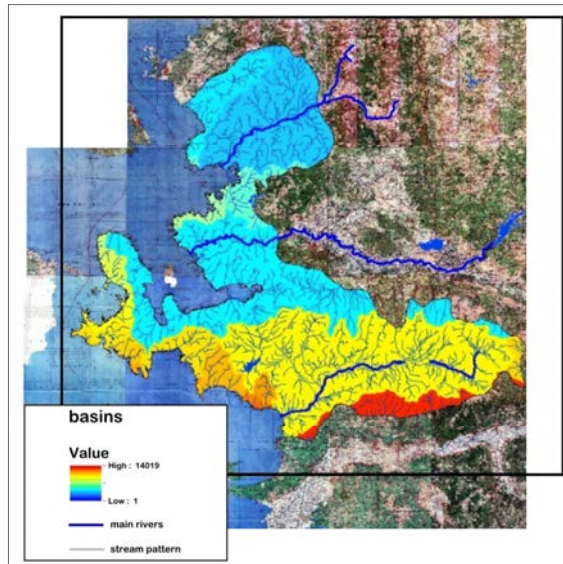 basins
Value
High : 14019
Low : 1
main rivers
stream pattern